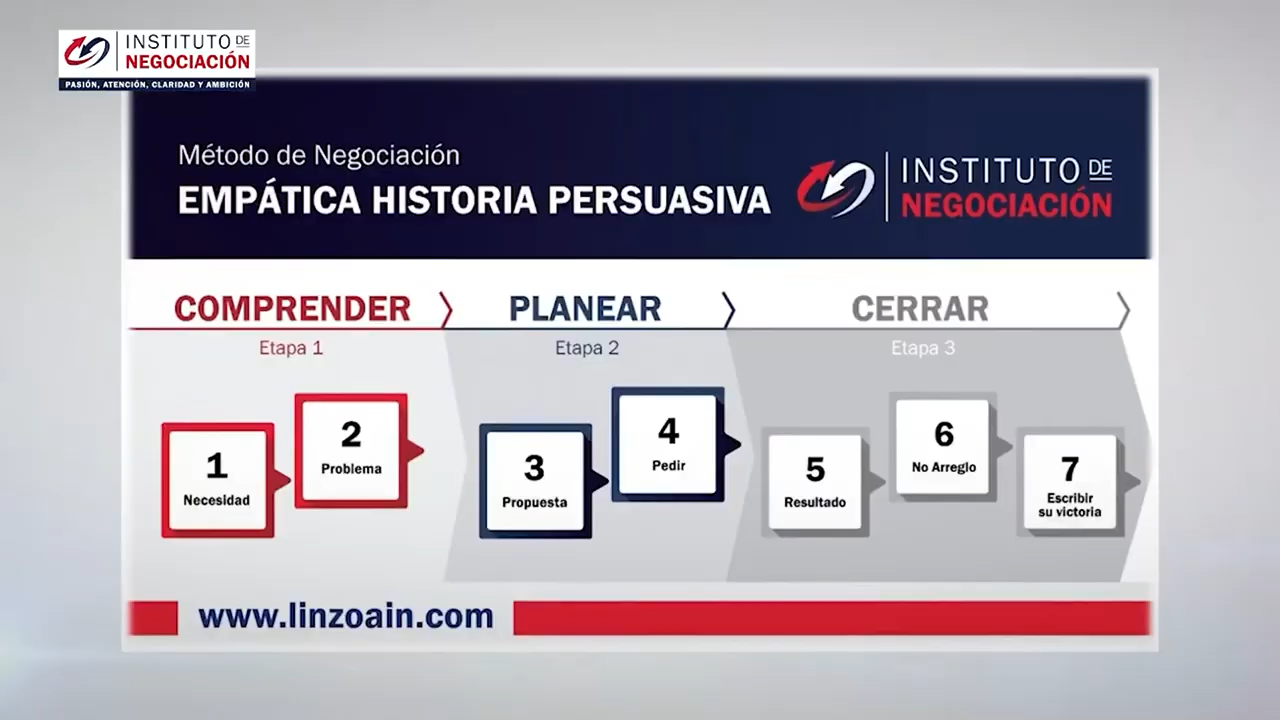 INSTITUTO DE
NEGOCIACIÓN
PASIÓN, ATENCIÓN, CLARIDAD Y AMBICIÓN
Método de Negociación
EMPÁTICA HISTORIA PERSUASIVA
INSTITUTO DE
NEGOCIACIÓN
COMPRENDER
Etapa 1
PLANEAR
Etapa 2
CERRAR
Etapa 3
1
Necesidad
2
Problema
3
Propuesta
4
Pedir
5
Resultado
6
No Arreglo
7
Escribir
su victoria
www.linzoain.com